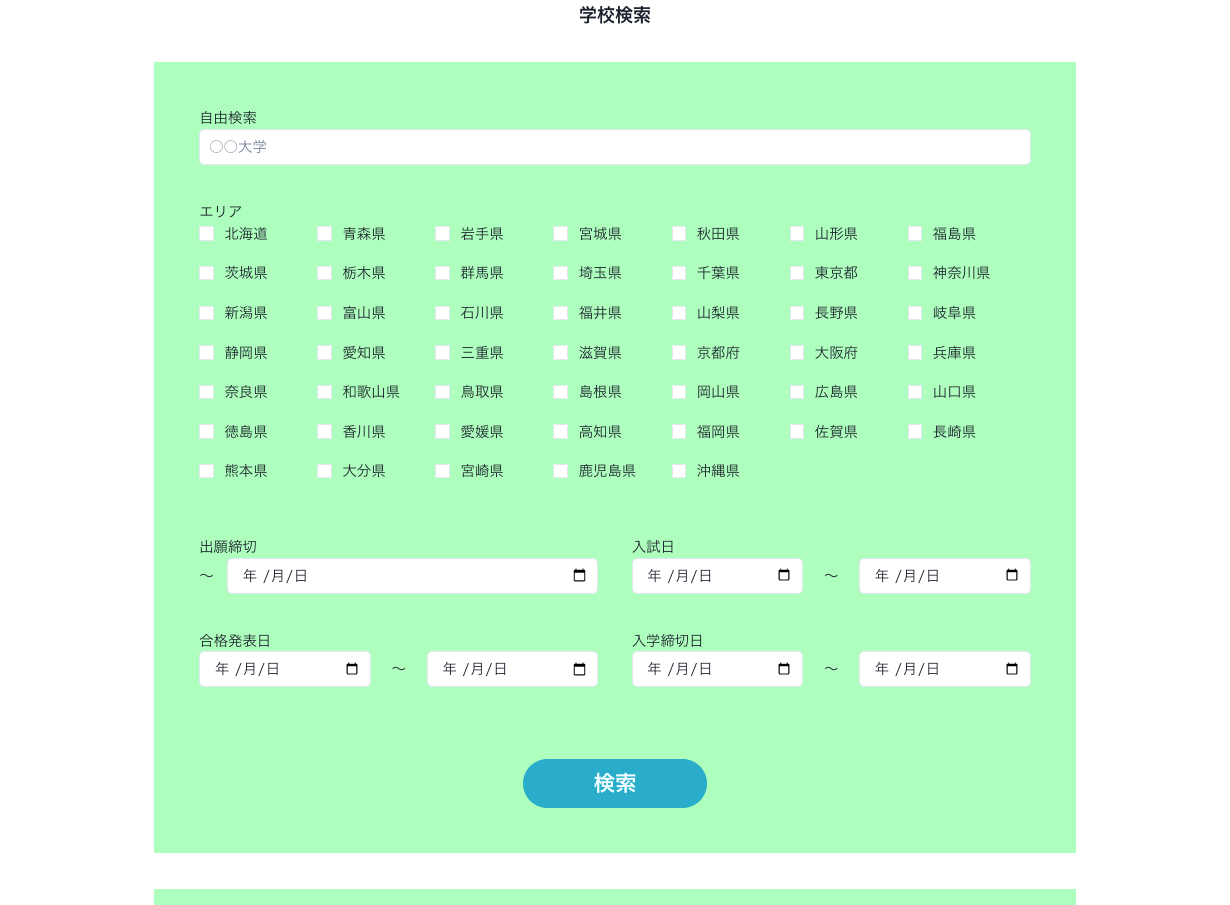 学校検索
自由検索
〇〇大学
エリア
北海道 青森県 岩手県 宮城県 秋田県 山形県 福島県
茨城県 栃木県 群馬県 埼玉県 千葉県 東京都 神奈川県
新潟県 富山県 石川県 福井県 山梨県 長野県 岐阜県
静岡県 愛知県 三重県 滋賀県 京都府 大阪府 兵庫県
奈良県 和歌山県 鳥取県 島根県 岡山県 広島県 山口県
徳島県 香川県 愛媛県 高知県 福岡県 佐賀県 長崎県
熊本県 大分県 宮崎県 鹿児島県 沖縄県
出願締切 入試日
〜 年 /月/日 年 /月/日 〜 年 /月/日
合格発表日 入学締切日
年 /月/日 〜 年 /月/日 年 /月/日 〜 年 /月/日
検索